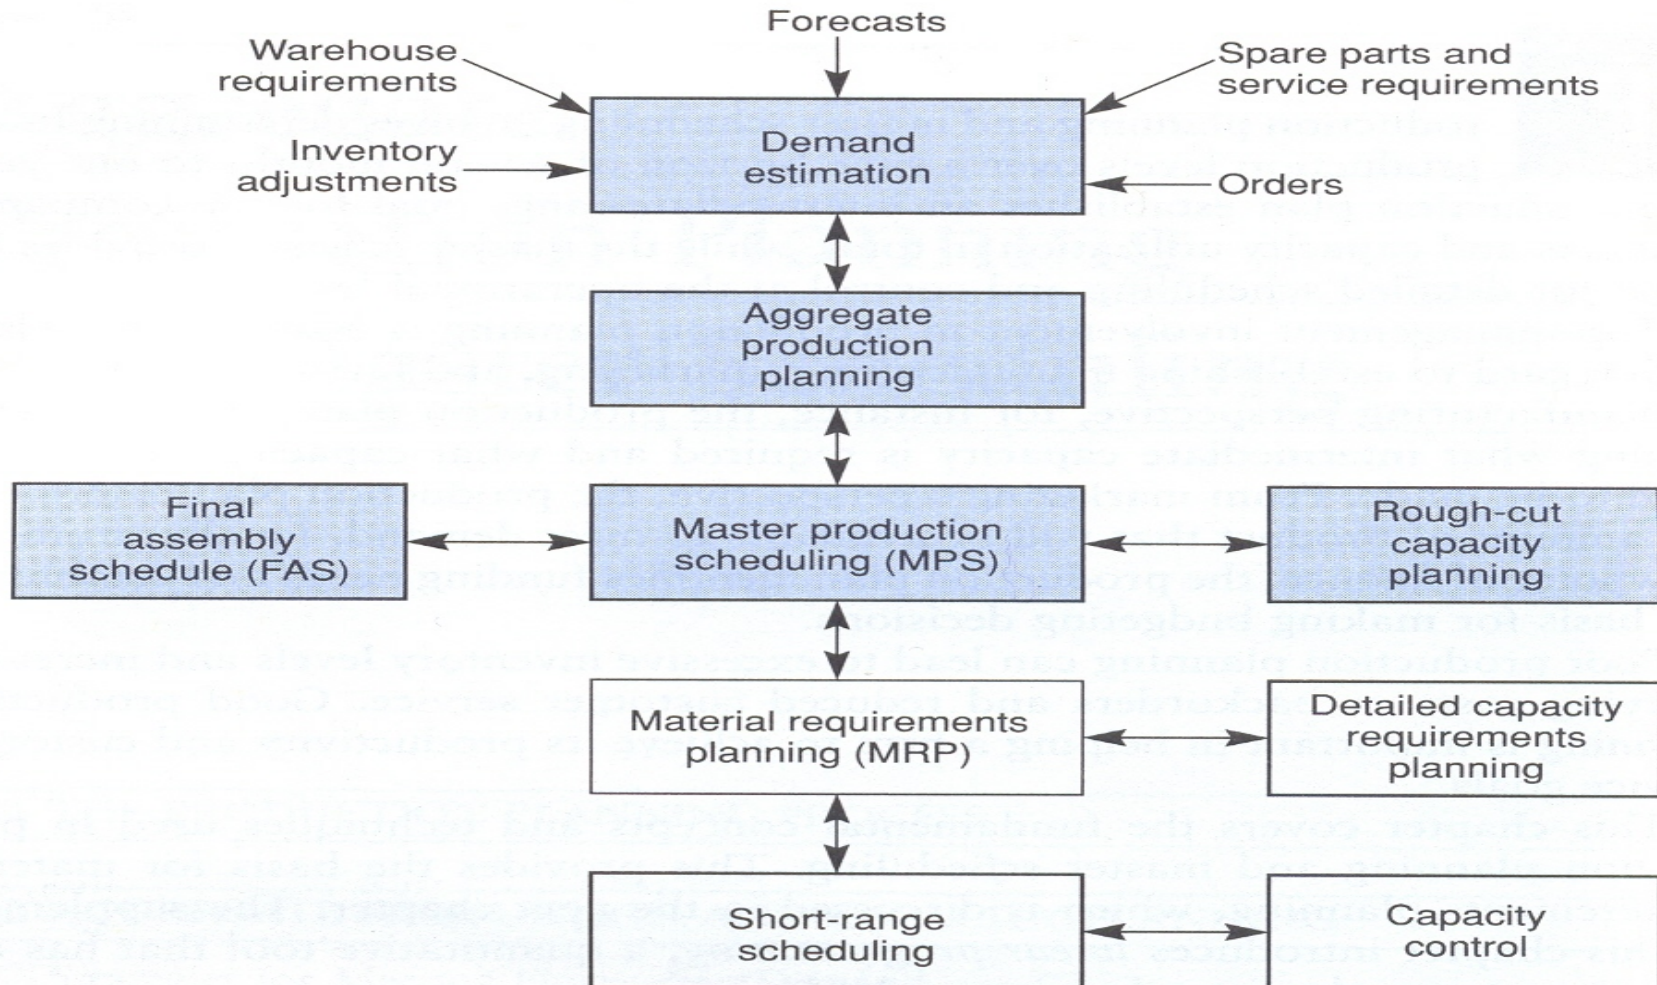 Forecasts
Warehouse
requirements
Spare parts and
service requirements
Inventory
adjustments
Demand
estimation
Orders
Aggregate
production
planning
Final
assembly
schedule (FAS)
Master production
scheduling (MPS)
Rough-cut
capacity
planning
Material requirements
planning (MRP)
Detailed capacity
requirements
planning
Short-range
scheduling
Capacity
control